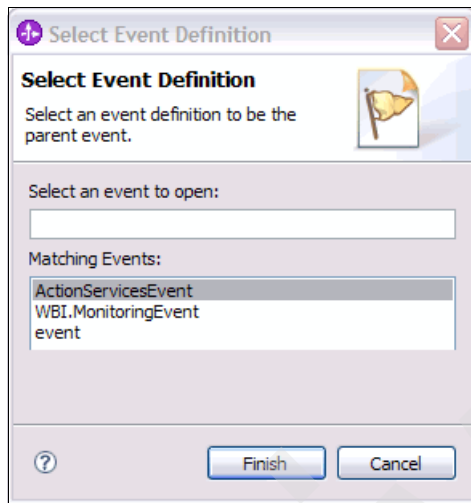 Select Event Definition
Select Event Definition
Select an event definition to be the
parent event.
Select an event to open:
Matching Events:
ActionServicesEvent
WBI.MonitoringEvent
event
?
Finish
Cancel